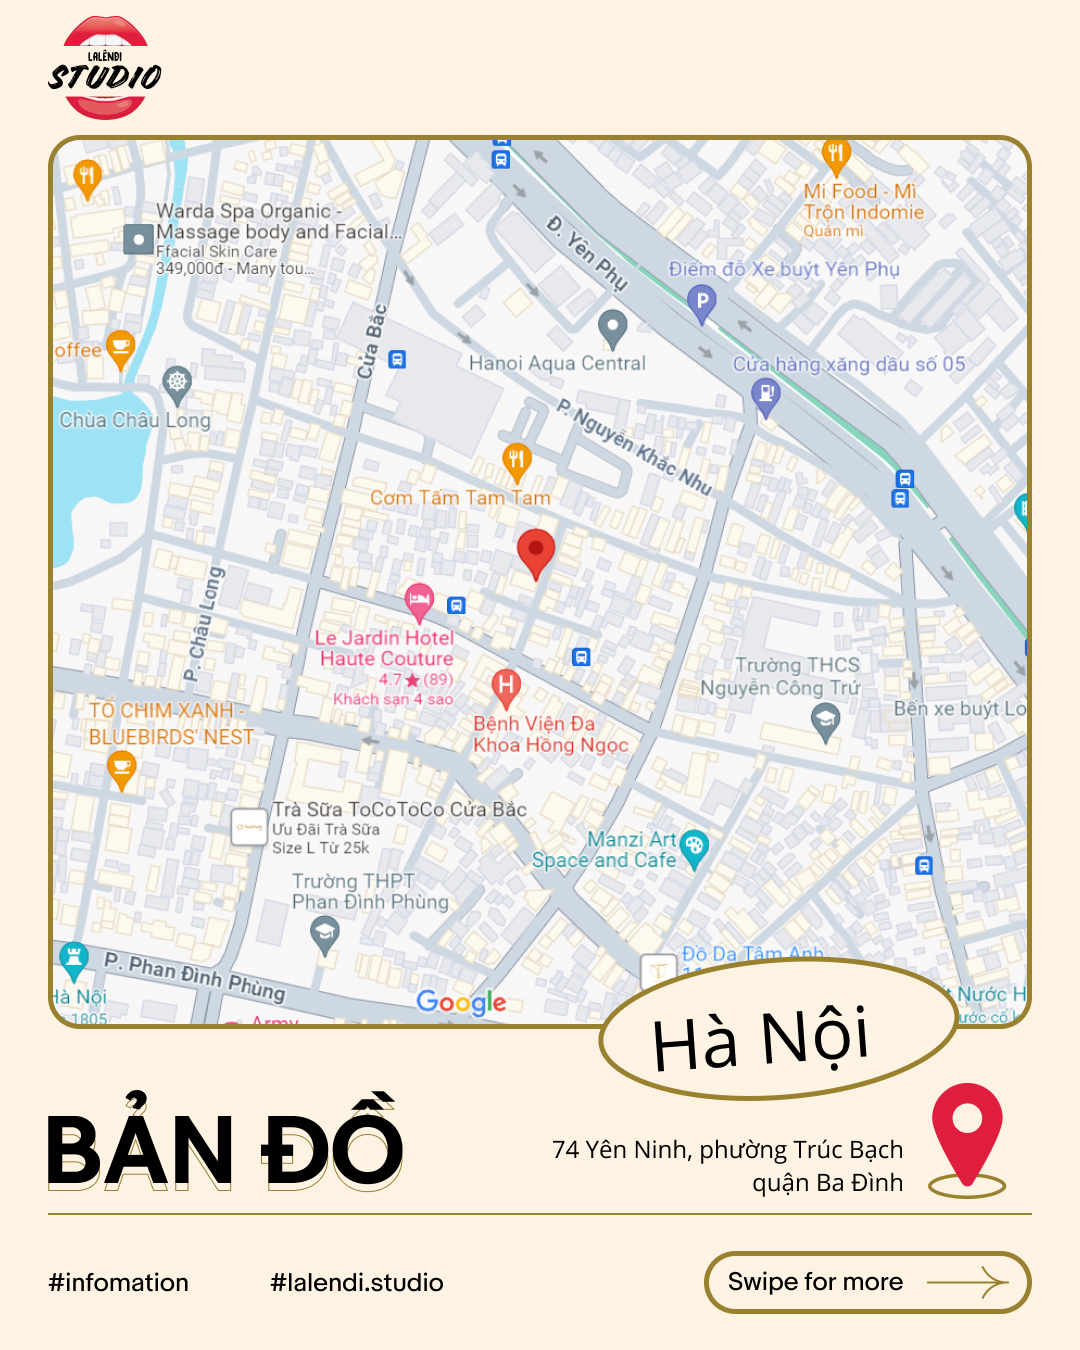 LALÊNDI
STUDIO
Warda Spa Organic -
Massage body and Facial...
Ffacial Skin Care
349,000đ - Many tou...
Mi Food - Mì
Trộn Indomie
Quán mì
Đ. Yên Phụ
Điểm đỗ Xe buýt Yên Phụ
P
Cửa Bắc
offee
Hanoi Aqua Central
Cửa hàng xăng dầu số 05
Chùa Châu Long
P. Nguyễn Khắc Nhu
Cơm Tấm Tam Tam
P. Châu Long
Le Jardin Hotel
Haute Couture
4.7★(89)
Khách sạn 4 sao
H
Bệnh Viện Đa
Khoa Hồng Ngọc
Trường THCS
Nguyễn Công Trứ
Bến xe buýt Lo
TỔ CHIM XANH -
BLUEBIRDS' NEST
Trà Sữa ToCoToCo Cửa Bắc
Ưu Đãi Trà Sữa
Size L Từ 25k
Manzi Art
Space and Cafe
Trường THPT
Phan Đình Phùng
Đồ Da Tâm Anh
P. Phan Đình Phùng
Hà Nội
1805
Google
Army
t Nước H
ước cổ k
Hà Nội
BẢN ĐỒ
74 Yên Ninh, phường Trúc Bạch
quận Ba Đình
#infomation
#lalendi.studio
Swipe for more